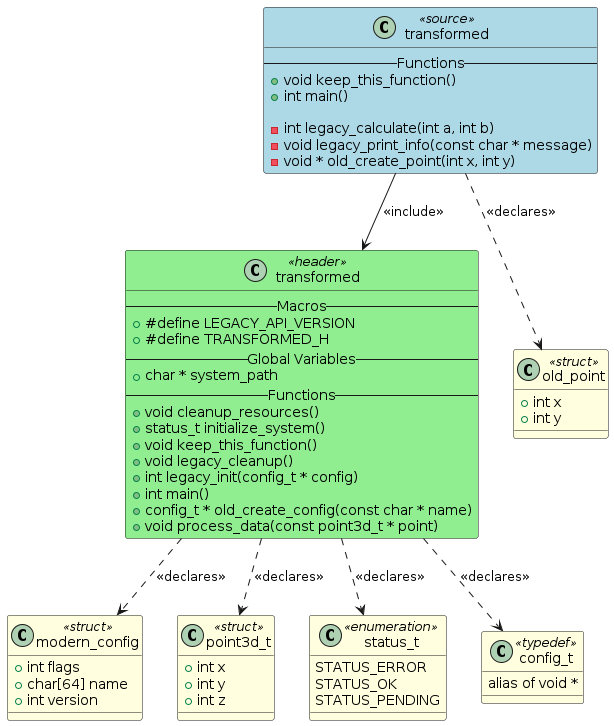 C «source» transformed
Functions
void keep_this_function()
int main()
int legacy_calculate(int a, int b)
void legacy_print_info(const char * message)
void * old_create_point(int x, int y)
«include»
«declares»
C «header» transformed
Macros
#define LEGACY_API_VERSION
#define TRANSFORMED_H
Global Variables
char * system_path
Functions
void cleanup_resources()
status_t initialize_system()
void keep_this_function()
void legacy_cleanup()
int legacy_init(config_t * config)
int main()
config_t * old_create_config(const char * name)
void process_data(const point3d_t * point)
C «struct» old_point
int x
int y
«declares»
«declares»
«declares»
«declares»
C «struct» modern_config
int flags
char[64] name
int version
C «struct» point3d_t
int x
int y
int z
C «enumeration» status_t
STATUS_ERROR
STATUS_OK
STATUS_PENDING
C «typedef» config_t
alias of void *